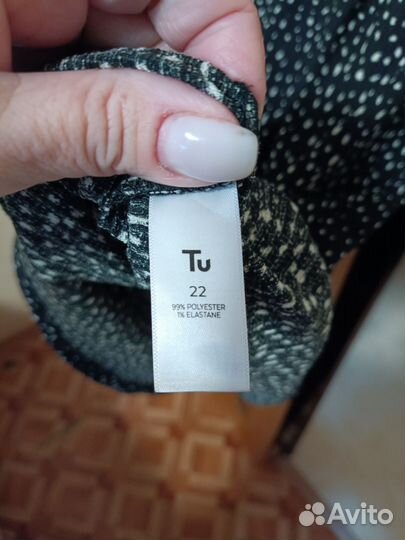 Tu
22
99% POLYESTER
1% ELASTANE
Avito